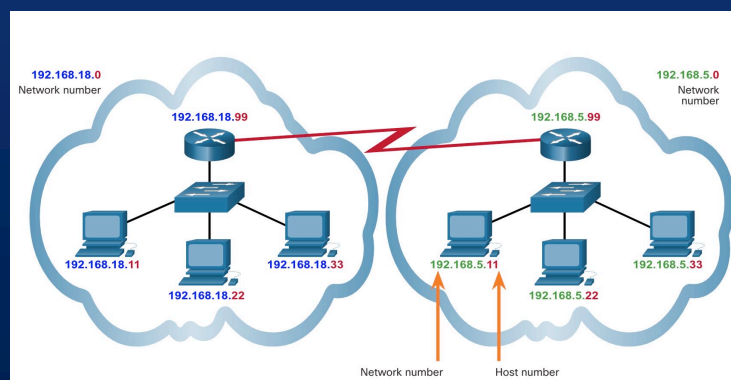 192.168.18.0
Network number
192.168.18.99
192.168.18.11
192.168.18.22
192.168.18.33
192.168.5.0
Network
number
192.168.5.99
192.168.5.11
192.168.5.22
192.168.5.33
Network number
Host number